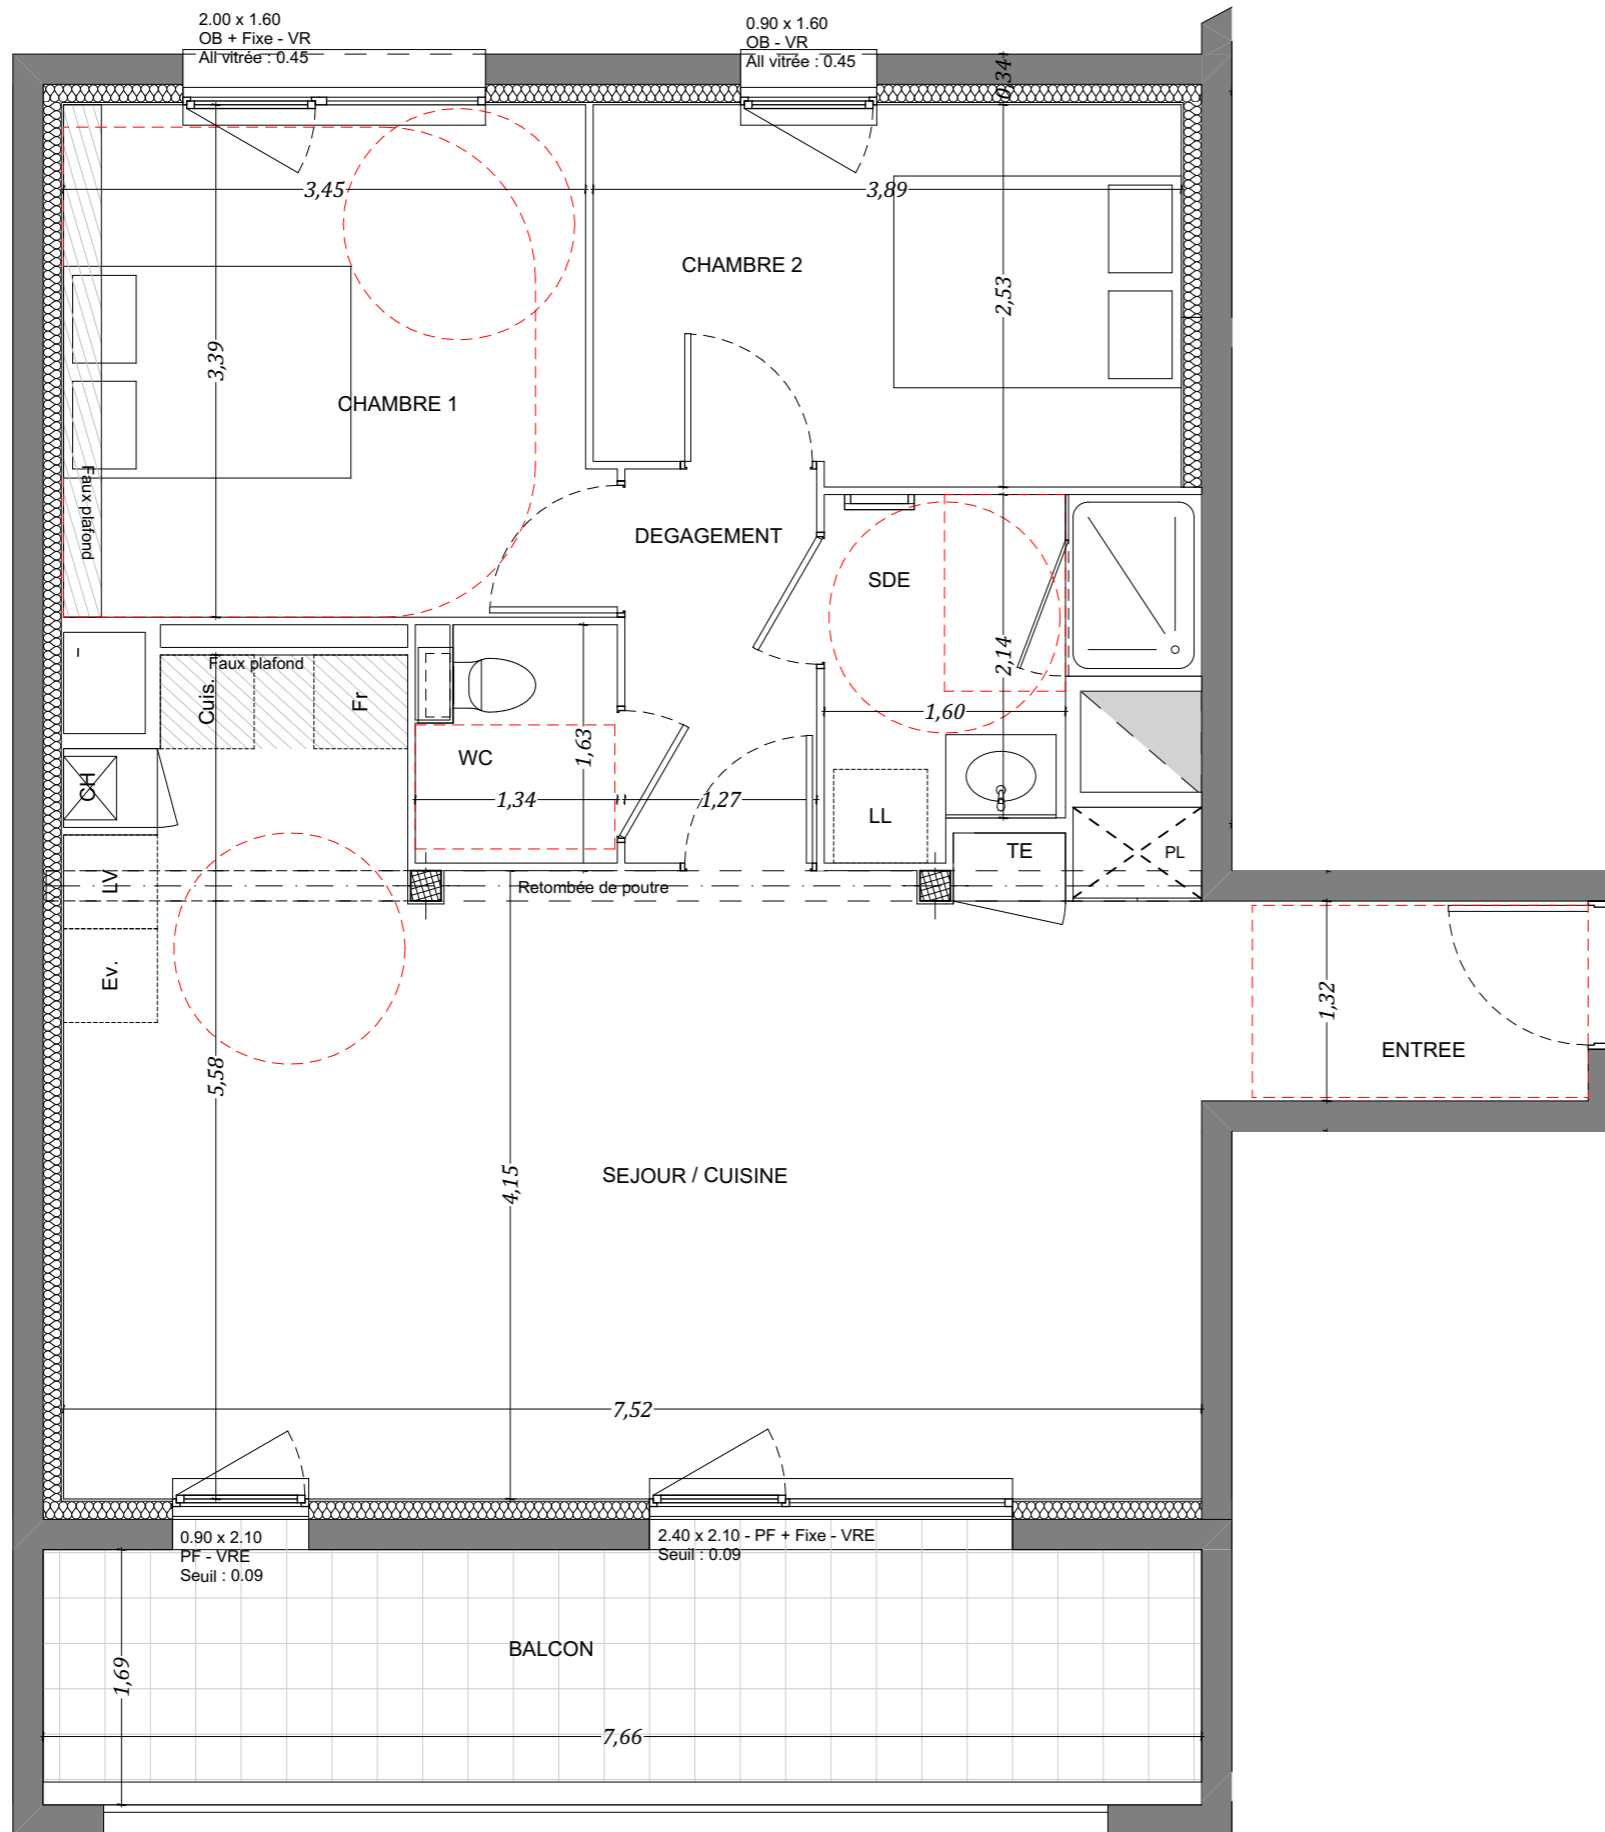 2.00 x 1.60
OB + Fixe - VR
All vitrée : 0.45
0.90 x 1.60
OB - VR
All vitrée : 0.45
0,34
3,45
3,89
CHAMBRE 2
2,53
3,39
CHAMBRE 1
Faux plafond
DEGAGEMENT
SDE
2,14
Faux plafond
Cuis.
Fr
1,60
WC
1,63
CH
1,34
1,27
LL
TE
PL
LV
Retombée de poutre
Ev.
1,32
ENTREE
5,58
4,15
SEJOUR / CUISINE
7,52
0.90 x 2.10
PF - VRE
Seuil : 0.09
2.40 x 2.10 - PF + Fixe - VRE
Seuil : 0.09
BALCON
1,69
7,66